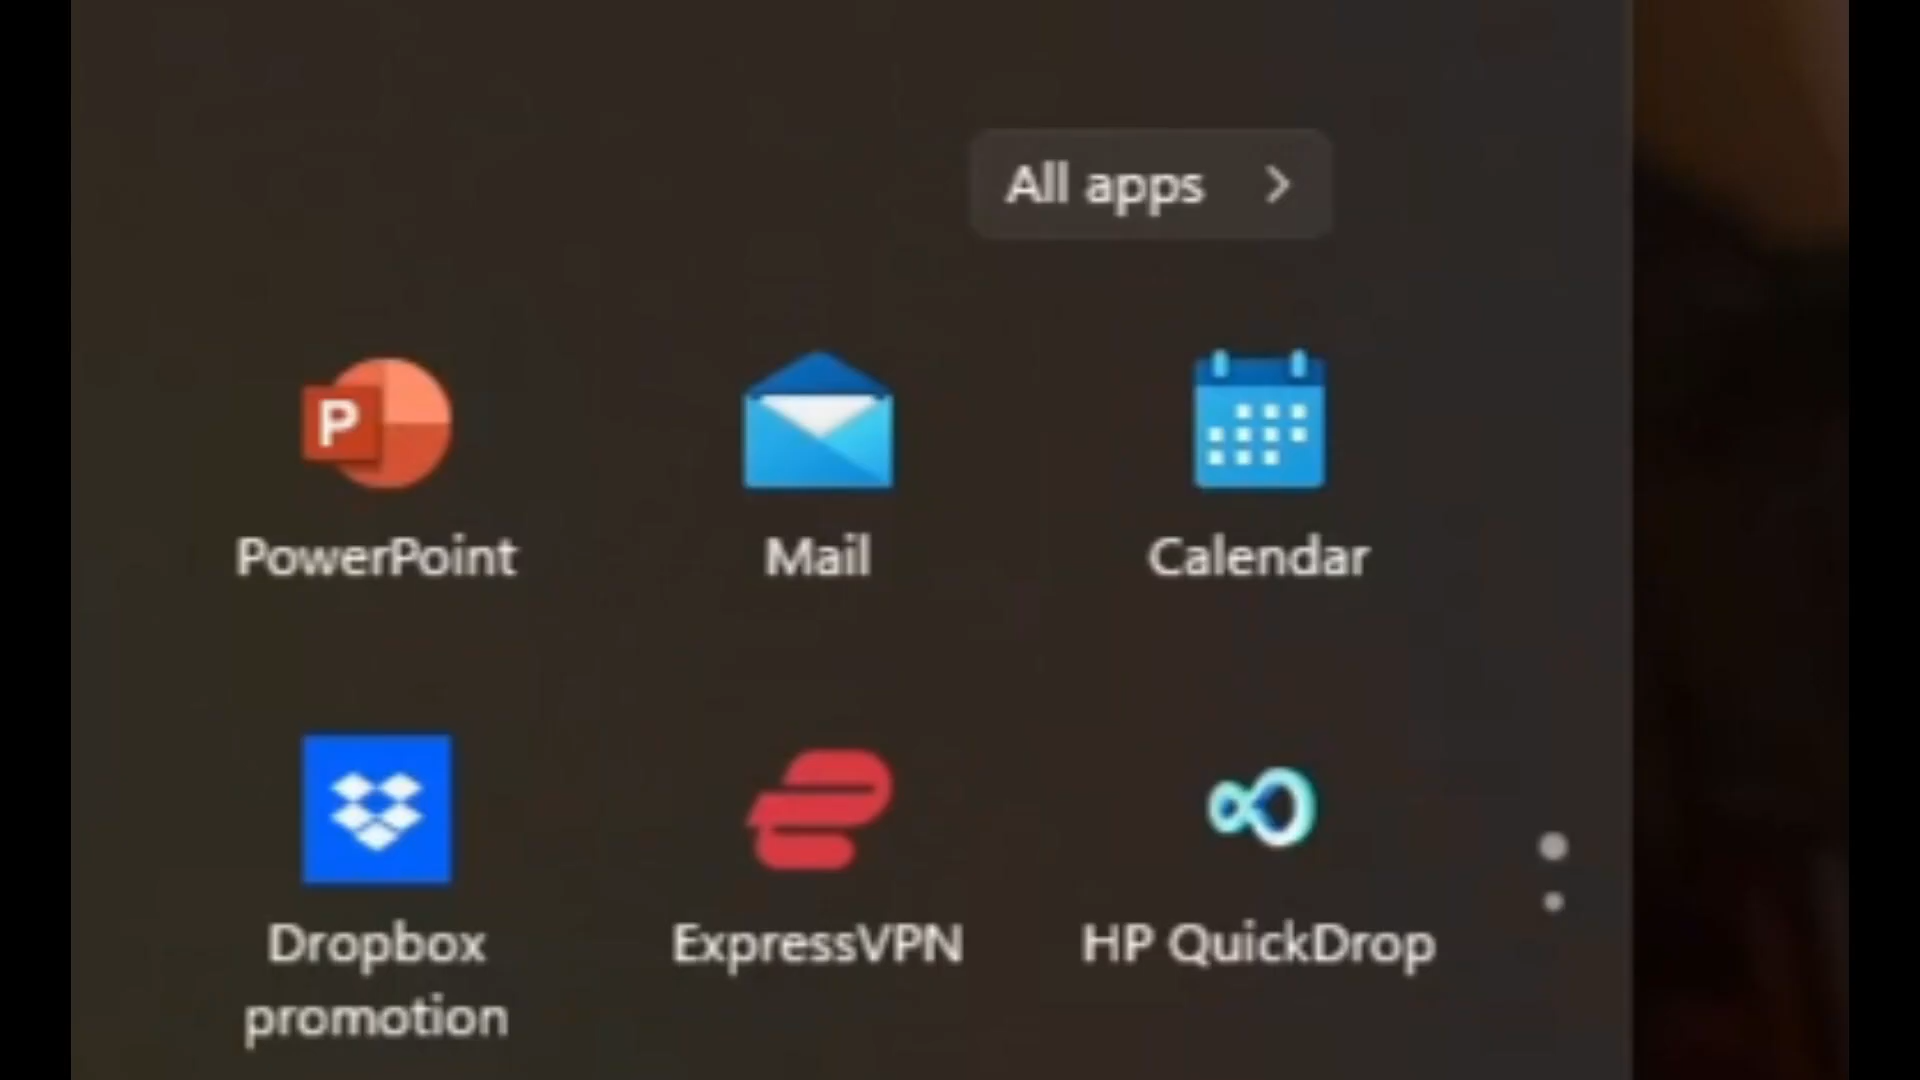 All apps
P
PowerPoint
Mail
Calendar
Dropbox
promotion
ExpressVPN
HP QuickDrop